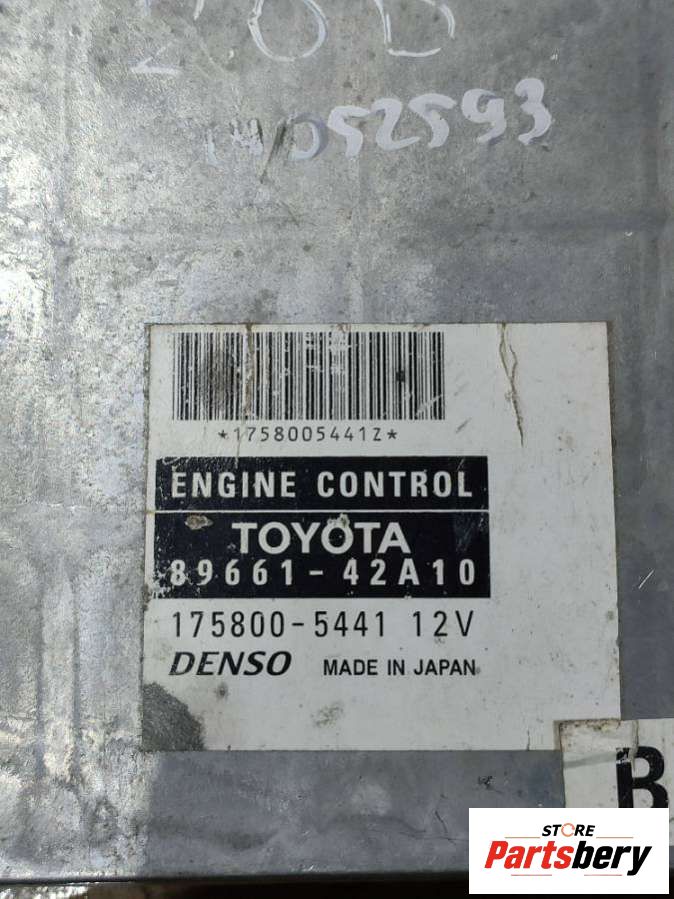 *1758005441Z*
ENGINE CONTROL
TOYOTA
89661-42A10
175800-5441 12V
DENSO MADE IN JAPAN
B
STORE
Partsbery